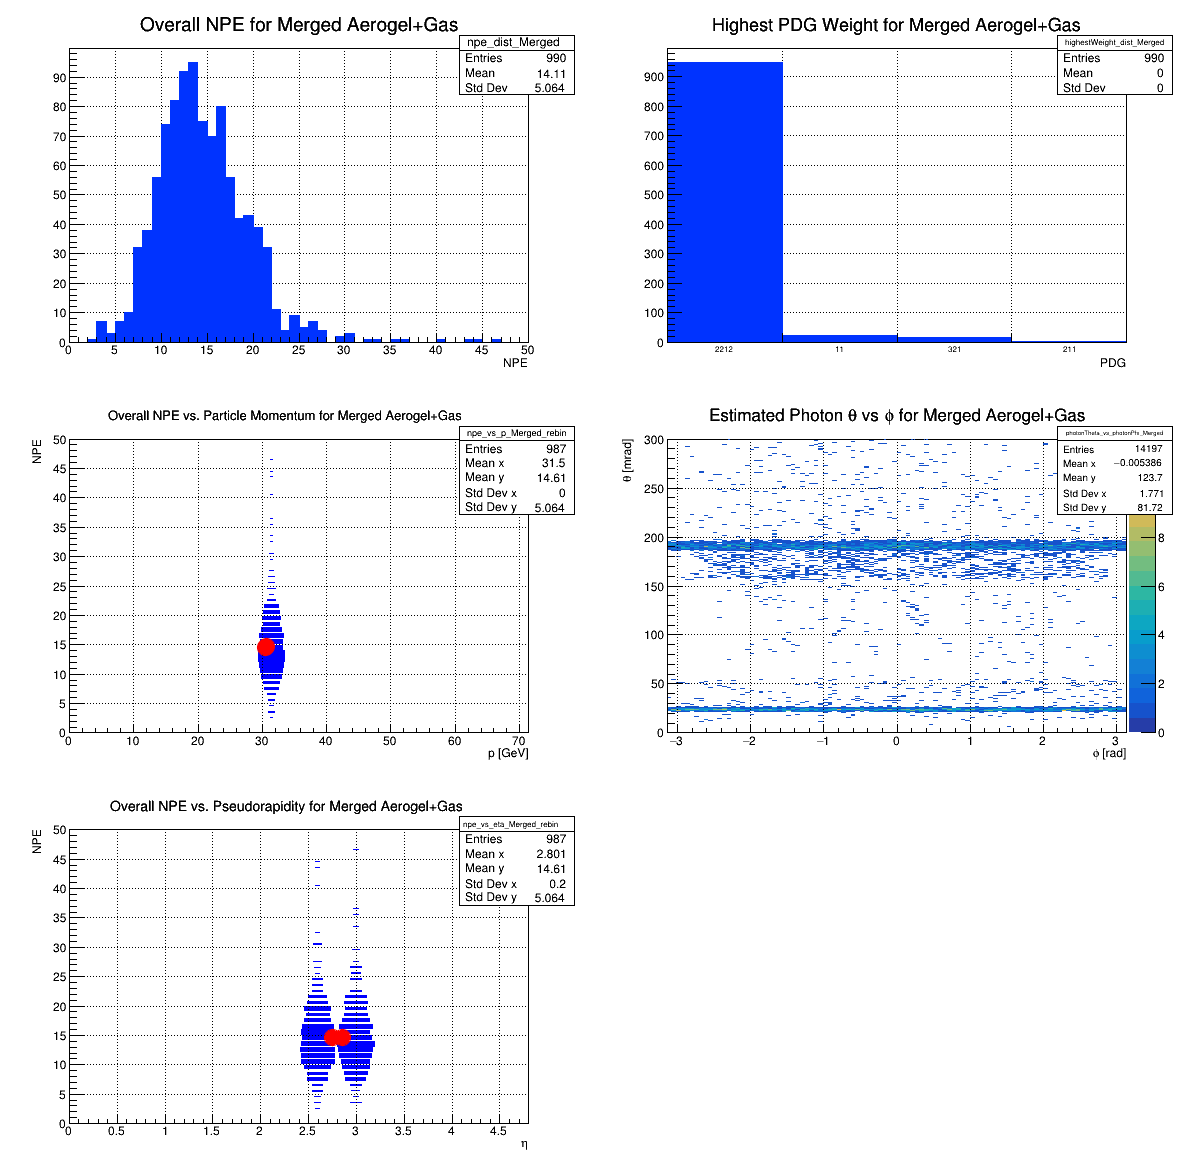 Overall NPE for Merged Aerogel+Gas
npe_dist_Merged
Entries 990
Mean 14.11
Std Dev 5.064
90
80
70
60
50
40
30
20
10
0
0 5 10 15 20 25 30 35 40 45 50
NPE
Highest PDG Weight for Merged Aerogel+Gas
highestWeight_dist_Merged
Entries 990
Mean 0
Std Dev 0
900
800
700
600
500
400
300
200
100
0
2212 11 321 211
PDG
Overall NPE vs. Particle Momentum for Merged Aerogel+Gas
npe_vs_p_Merged_rebin
Entries 987
Mean x 31.5
Mean y 14.61
Std Dev x 0
Std Dev y 5.064
NPE
50
45
40
35
30
25
20
15
10
5
0
0 10 20 30 40 50 60 70
p [GeV]
Estimated Photon θ vs ϕ for Merged Aerogel+Gas
photonTheta_vs_photonPhi_Merged
Entries 14197
Mean x −0.005386
Mean y 123.7
Std Dev x 1.771
Std Dev y 81.72
θ [mrad]
300
250
200
150
100
50
0
−3 −2 −1 0 1 2 3
ϕ [rad]
8
6
4
2
0
Overall NPE vs. Pseudorapidity for Merged Aerogel+Gas
npe_vs_eta_Merged_rebin
Entries 987
Mean x 2.801
Mean y 14.61
Std Dev x 0.2
Std Dev y 5.064
NPE
50
45
40
35
30
25
20
15
10
5
0
0 0.5 1 1.5 2 2.5 3 3.5 4 4.5
η